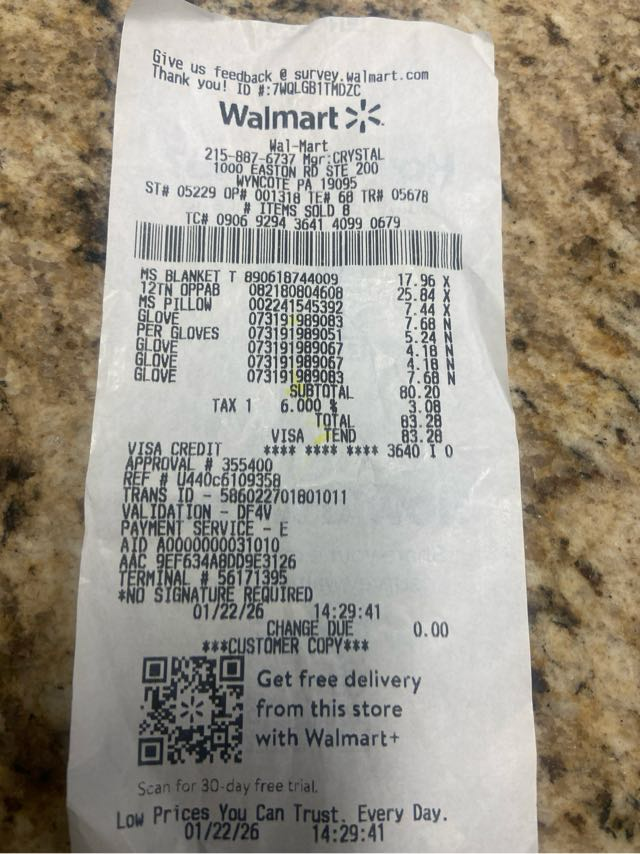 Give us feedback @ survey.walmart.com
Thank you! ID #:7WQLGB1TMDZC
Walmart
Wal-Mart
215-887-6737 Mgr:CRYSTAL
1000 EASTON RD STE 200
WYNCOTE PA 19095
ST# 05229 OP# 001318 TE# 68 TR# 05678
# ITEMS SOLD 8
TC# 0906 9294 3641 4099 0679
MS BLANKET T 890618744009 17.96 X
12TN OPPAB 082180804608 25.84 X
MS PILLOW 002241545392 7.44 X
GLOVE 073191989083 7.68 N
PER GLOVES 073191989051 5.24 N
GLOVE 073191989067 4.18 N
GLOVE 073191989067 4.18 N
GLOVE 073191989083 7.68 N
SUBTOTAL 80.20
TAX 1 6.000 % 3.08
TOTAL 83.28
VISA TEND 83.28
VISA CREDIT **** **** **** 3640 I 0
APPROVAL # 355400
REF # U440c6109358
TRANS ID - 586022701801011
VALIDATION - DF4V
PAYMENT SERVICE - E
AID A0000000031010
AAC 9EF634A8DD9E3126
TERMINAL # 56171395
*NO SIGNATURE REQUIRED
01/22/26 14:29:41
CHANGE DUE 0.00
***CUSTOMER COPY***
Get free delivery
from this store
with Walmart+
Scan for 30-day free trial.
Low Prices You Can Trust. Every Day.
01/22/26 14:29:41